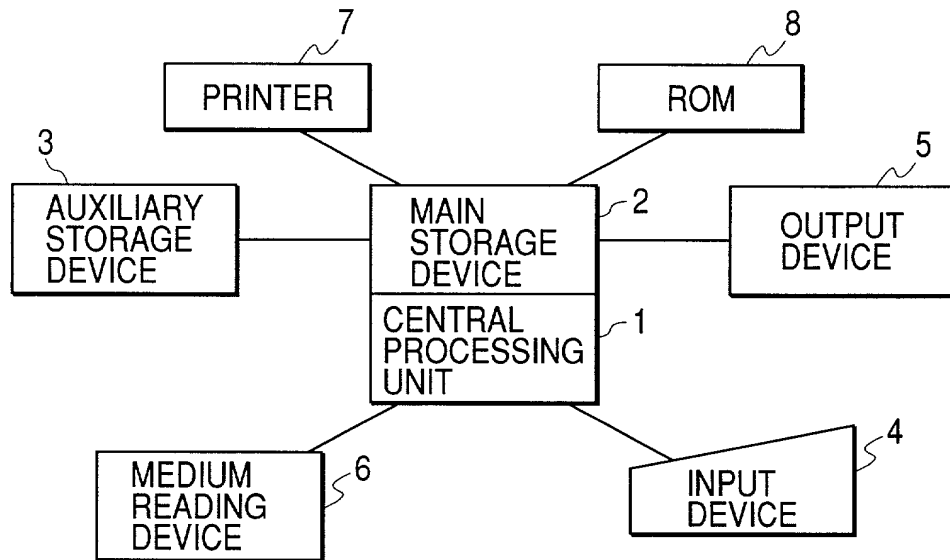 7
PRINTER
8
ROM
3
AUXILIARY
STORAGE
DEVICE
2
MAIN
STORAGE
DEVICE
5
OUTPUT
DEVICE
1
CENTRAL
PROCESSING
UNIT
6
MEDIUM
READING
DEVICE
4
INPUT
DEVICE